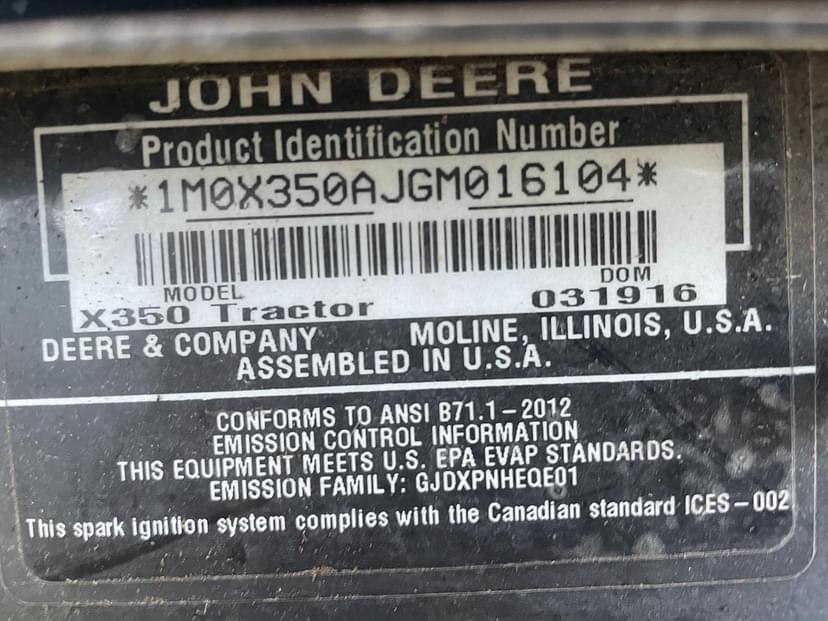 JOHN DEERE
Product Identification Number
*1M0X350AJGM016104*
MODEL DOM
X350 Tractor 031916
DEERE & COMPANY MOLINE, ILLINOIS, U.S.A.
ASSEMBLED IN U.S.A.
CONFORMS TO ANSI B71.1-2012
EMISSION CONTROL INFORMATION
THIS EQUIPMENT MEETS U.S. EPA EVAP STANDARDS.
EMISSION FAMILY: GJDXPNHEQE01
This spark ignition system complies with the Canadian standard ICES-002